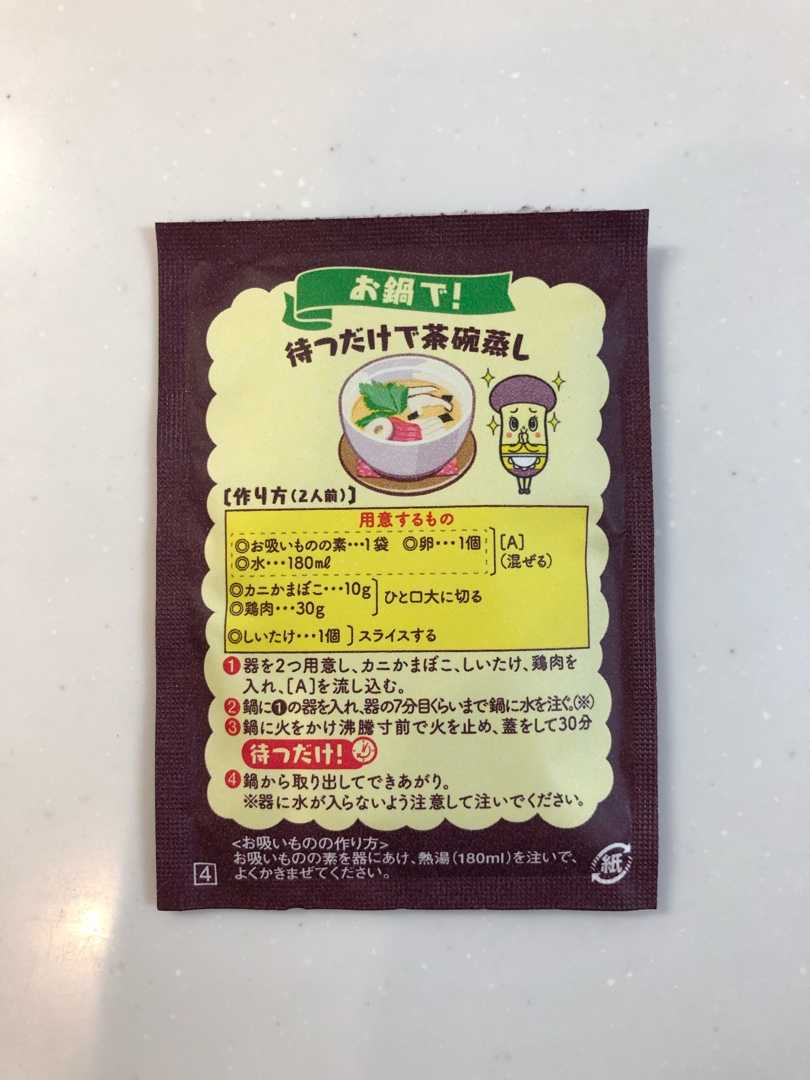 お鍋で!
待つだけで茶碗蒸し
[作り方(2人前)]
用意するもの
◎お吸いものの素…1袋 ◎卵…1個
◎水…180ml
[A]
(混ぜる)
◎カニかまぼこ…10g
◎鶏肉…30g
ひと口大に切る
◎しいたけ…1個 スライスする
❶器を2つ用意し、カニかまぼこ、しいたけ、鶏肉を
入れ、[A]を流し込む。
❷鍋に❶の器を入れ、器の7分目くらいまで鍋に水を注ぐ。(※)
❸鍋に火をかけ沸騰寸前で火を止め、蓋をして30分
待つだけ!
❹鍋から取り出してできあがり。
※器に水が入らないよう注意して注いでください。
<お吸いものの作り方>
お吸いものの素を器にあけ、熱湯(180ml)を注いで、
よくかきまぜてください。
4
紙